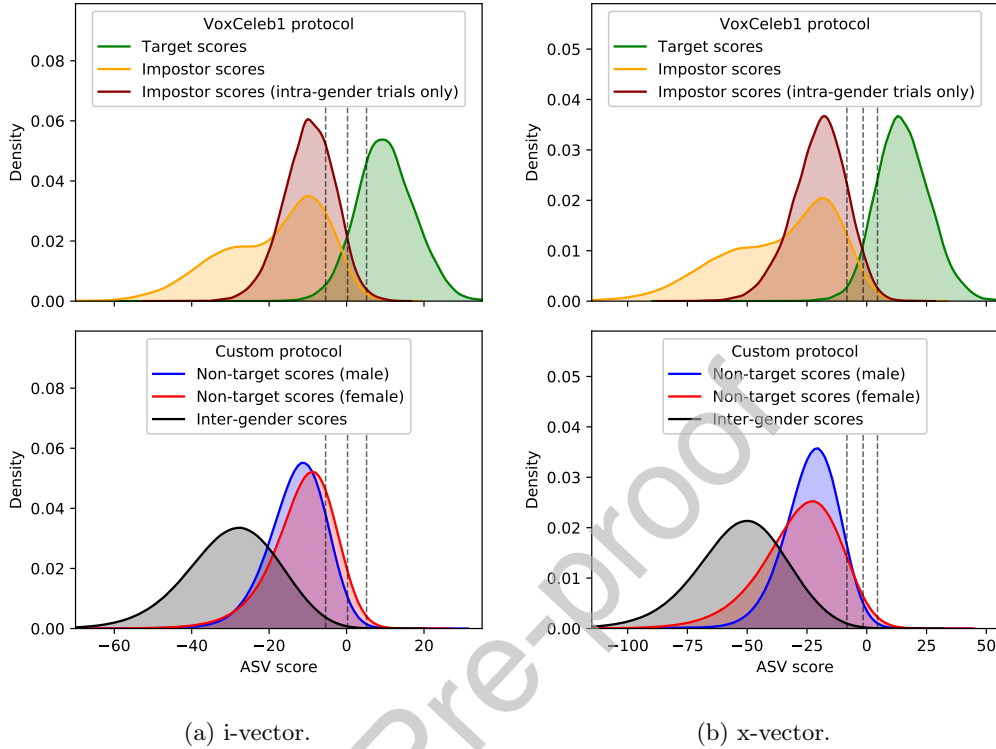 VoxCeleb1 protocol
Target scores
Impostor scores
Impostor scores (intra-gender trials only)
Density
0.08
0.06
0.04
0.02
0.00
VoxCeleb1 protocol
Target scores
Impostor scores
Impostor scores (intra-gender trials only)
Density
0.05
0.04
0.03
0.02
0.01
0.00
Custom protocol
Non-target scores (male)
Non-target scores (female)
Inter-gender scores
Density
0.08
0.06
0.04
0.02
0.00
−60 −40 −20 0 20
ASV score
Custom protocol
Non-target scores (male)
Non-target scores (female)
Inter-gender scores
Density
0.05
0.04
0.03
0.02
0.01
0.00
−100 −75 −50 −25 0 25 50
ASV score
(a) i-vector.
(b) x-vector.
Pre-proof